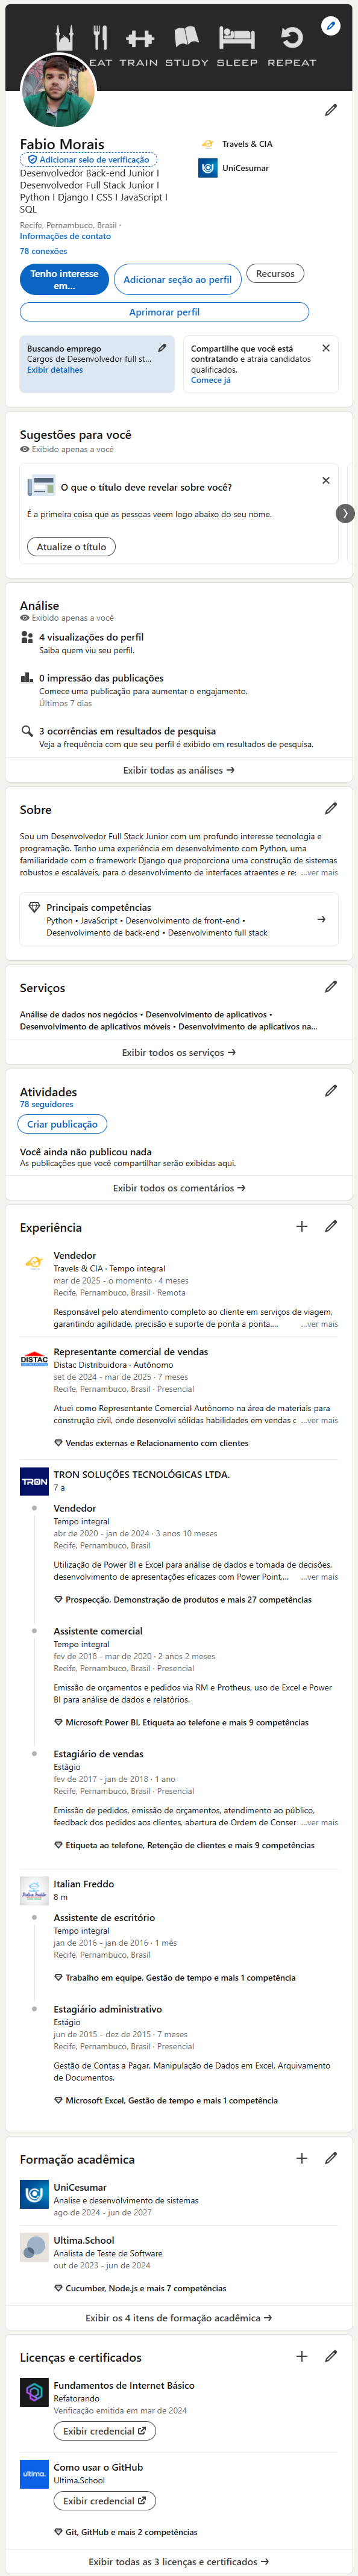 EAT TRAIN STUDY SLEEP REPEAT
Fabio Morais
Adicionar selo de verificação
Desenvolvedor Back-end Junior I
Desenvolvedor Full Stack Junior I
Python I Django I CSS I JavaScript I
SQL
Travels & CIA
UniCesumar
Recife, Pernambuco, Brasil ·
Informações de contato
78 conexões
Tenho interesse
em...
Adicionar seção ao perfil
Recursos
Aprimorar perfil
Buscando emprego
Cargos de Desenvolvedor full st...
Exibir detalhes
Compartilhe que você está
contratando e atraia candidatos
qualificados.
Comece já
Sugestões para você
Exibido apenas a você
O que o título deve revelar sobre você?
É a primeira coisa que as pessoas veem logo abaixo do seu nome.
Atualize o título
Análise
Exibido apenas a você
4 visualizações do perfil
Saiba quem viu seu perfil.
0 impressão das publicações
Comece uma publicação para aumentar o engajamento.
Últimos 7 dias
3 ocorrências em resultados de pesquisa
Veja a frequência com que seu perfil é exibido em resultados de pesquisa.
Exibir todas as análises →
Sobre
Sou um Desenvolvedor Full Stack Junior com um profundo interesse tecnologia e
programação. Tenho uma experiência em desenvolvimento com Python, uma
familiaridade com o framework Django que proporciona uma construção de sistemas
robustos e escaláveis, para o desenvolvimento de interfaces atraentes e re ...ver mais
Principais competências
Python • JavaScript • Desenvolvimento de front-end •
Desenvolvimento de back-end • Desenvolvimento full stack
Serviços
Análise de dados nos negócios • Desenvolvimento de aplicativos •
Desenvolvimento de aplicativos móveis • Desenvolvimento de aplicativos na...
Exibir todos os serviços →
Atividades
78 seguidores
Criar publicação
Você ainda não publicou nada
As publicações que você compartilhar serão exibidas aqui.
Exibir todos os comentários →
Experiência
Vendedor
Travels & CIA · Tempo integral
mar de 2025 - o momento · 4 meses
Recife, Pernambuco, Brasil · Remota
Responsável pelo atendimento completo ao cliente em serviços de viagem,
garantindo agilidade, precisão e suporte de ponta a ponta.... ...ver mais
DISTAC
Representante comercial de vendas
Distac Distribuidora · Autônomo
set de 2024 - mar de 2025 · 7 meses
Recife, Pernambuco, Brasil · Presencial
Atuei como Representante Comercial Autônomo na área de materiais para
construção civil, onde desenvolvi sólidas habilidades em vendas c ...ver mais
Vendas externas e Relacionamento com clientes
TRON
TRON SOLUÇÕES TECNOLÓGICAS LTDA.
7 a
Vendedor
Tempo integral
abr de 2020 - jan de 2024 · 3 anos 10 meses
Recife, Pernambuco, Brasil
Utilização de Power BI e Excel para análise de dados e tomada de decisões,
desenvolvimento de apresentações eficazes com Power Point,... ...ver mais
Prospecção, Demonstração de produtos e mais 27 competências
Assistente comercial
Tempo integral
fev de 2018 - mar de 2020 · 2 anos 2 meses
Recife, Pernambuco, Brasil · Presencial
Emissão de orçamentos e pedidos via RM e Protheus, uso de Excel e Power
BI para análise de dados e relatórios.
Microsoft Power BI, Etiqueta ao telefone e mais 9 competências
Estagiário de vendas
Estágio
fev de 2017 - jan de 2018 · 1 ano
Recife, Pernambuco, Brasil · Presencial
Emissão de pedidos, emissão de orçamentos, atendimento ao público,
feedback dos pedidos aos clientes, abertura de Ordem de Conser ...ver mais
Etiqueta ao telefone, Retenção de clientes e mais 9 competências
Italian Freddo
8 m
Assistente de escritório
Tempo integral
jan de 2016 - jan de 2016 · 1 mês
Recife, Pernambuco, Brasil
Trabalho em equipe, Gestão de tempo e mais 1 competência
Estagiário administrativo
Estágio
jun de 2015 - dez de 2015 · 7 meses
Recife, Pernambuco, Brasil · Presencial
Gestão de Contas a Pagar, Manipulação de Dados em Excel, Arquivamento
de Documentos.
Microsoft Excel, Gestão de tempo e mais 1 competência
Formação acadêmica
UniCesumar
Analise e desenvolvimento de sistemas
ago de 2024 - jun de 2027
Ultima.School
Analista de Teste de Software
out de 2023 - jun de 2024
Cucumber, Node.js e mais 7 competências
Exibir os 4 itens de formação acadêmica →
Licenças e certificados
Fundamentos de Internet Básico
Refatorando
Verificação emitida em mar de 2024
Exibir credencial
ultima.
Como usar o GitHub
Ultima.School
Exibir credencial
Git, GitHub e mais 2 competências
Exibir todas as 3 licenças e certificados →